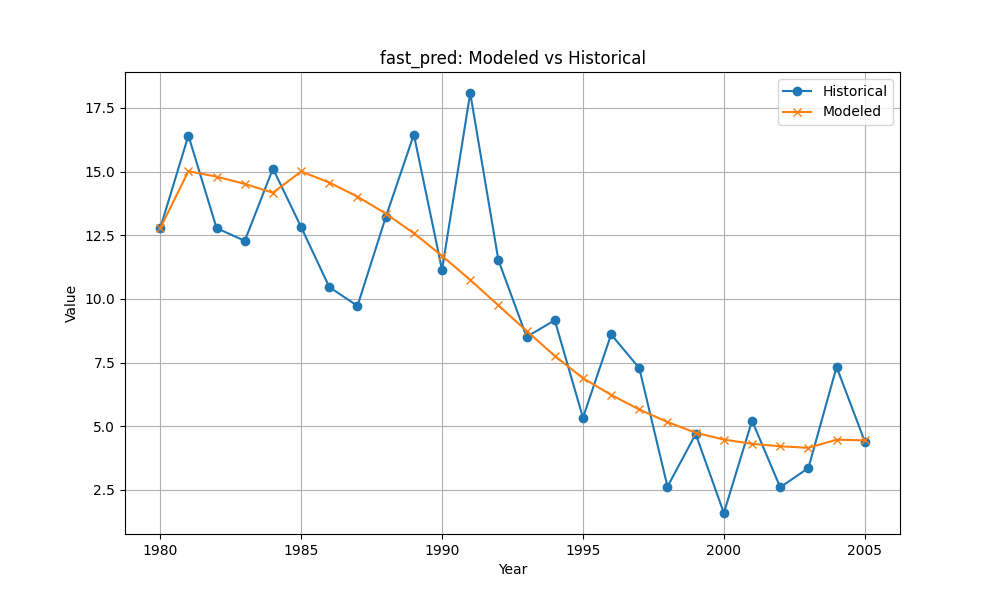 fast_pred: Modeled vs Historical
Historical
Modeled
Value
17.5
15.0
12.5
10.0
7.5
5.0
2.5
1980
1985
1990
1995
2000
2005
Year